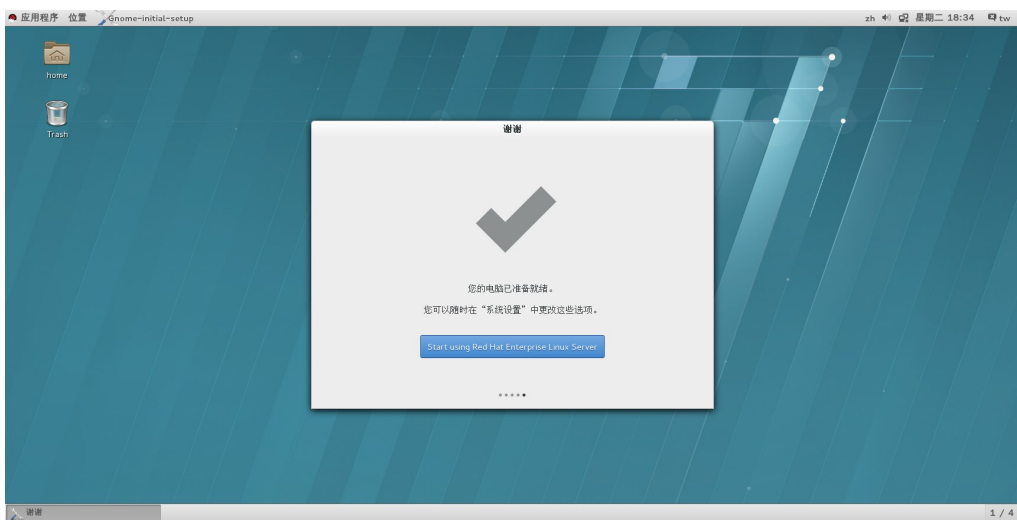 应用程序 位置 Gnome-initial-setup zh 星期二 18:34 tw
home
Trash
谢谢
您的电脑已准备就绪。
您可以随时在“系统设置”中更改这些选项。
Start using Red Hat Enterprise Linux Server
谢谢 1 / 4